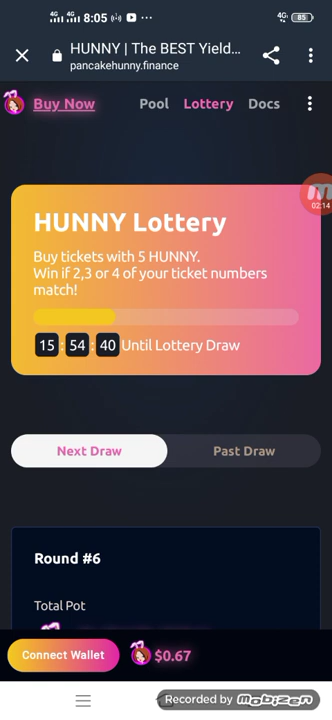 4G 4G 8:05 4G 85
HUNNY | The BEST Yield...
pancakehunny.finance
Buy Now Pool Lottery Docs
HUNNY Lottery
02:14
Buy tickets with 5 HUNNY.
Win if 2,3 or 4 of your ticket numbers
match!
15 : 54 : 40 Until Lottery Draw
Next Draw Past Draw
Round #6
Total Pot
Connect Wallet $0.67
Recorded by mobizen